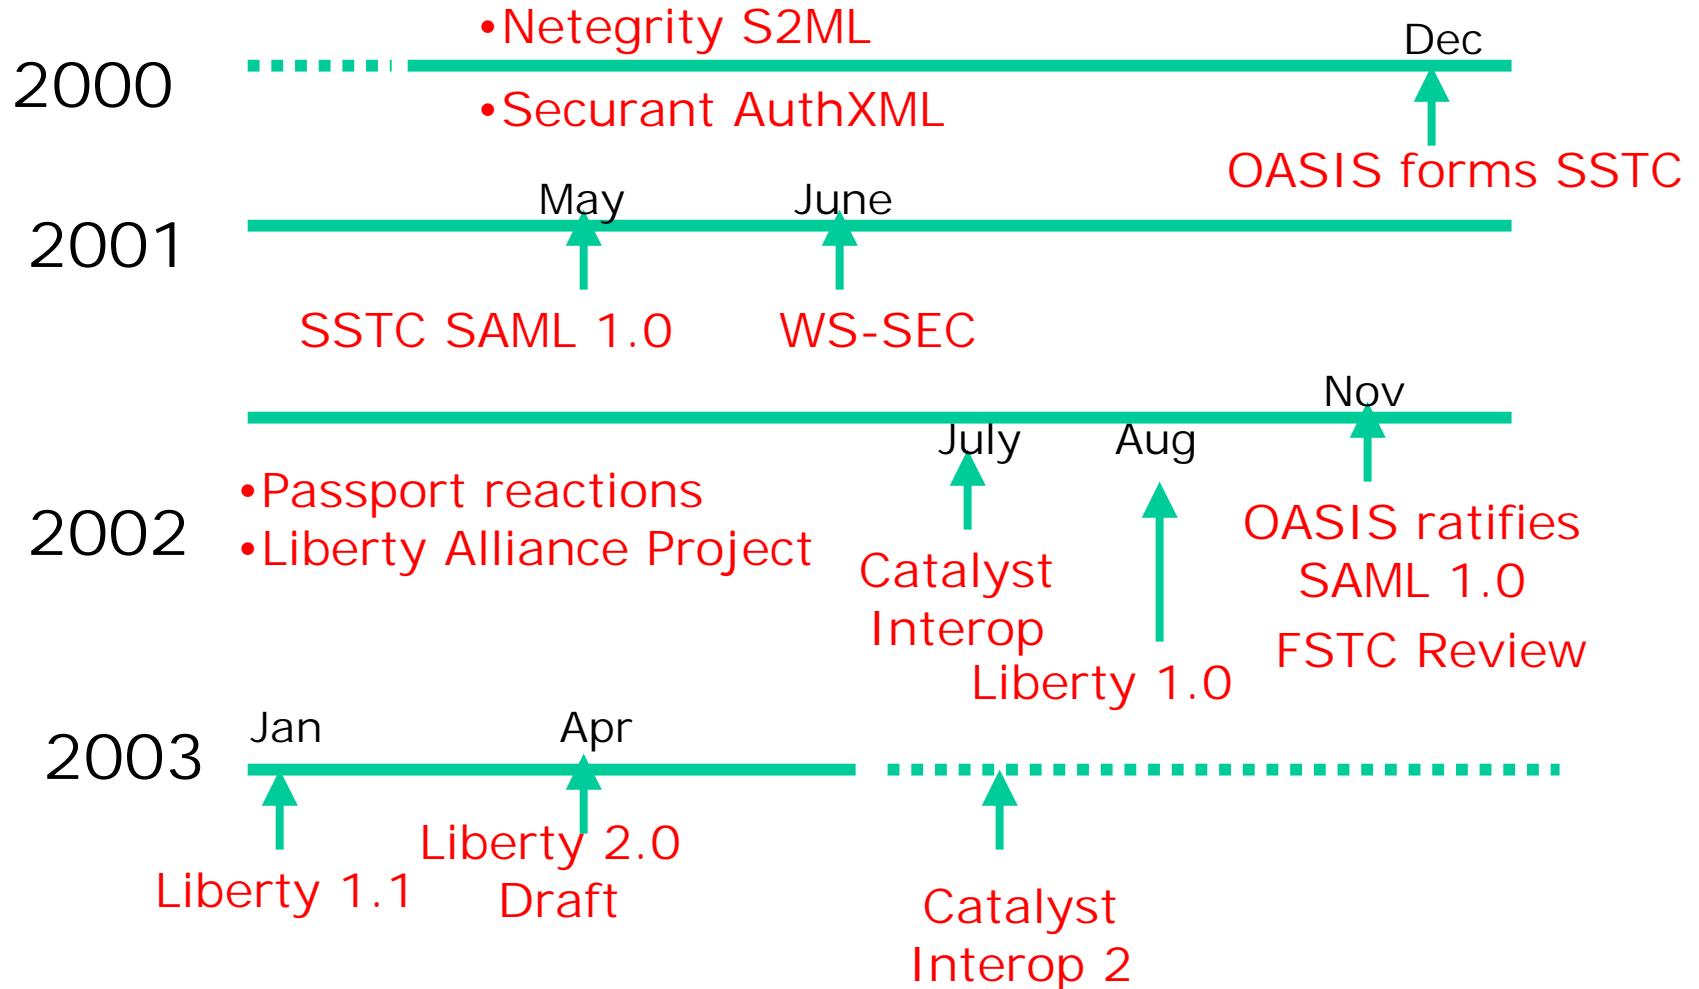 •Netegrity S2ML
Dec
2000
•Securant AuthXML
OASIS forms SSTC
May
June
2001
SSTC SAML 1.0
WS-SEC
Nov
July
Aug
2002
•Passport reactions
•Liberty Alliance Project
Catalyst
Interop
Liberty 1.0
OASIS ratifies
SAML 1.0
FSTC Review
Jan
Apr
2003
Liberty 1.1
Liberty 2.0
Draft
Catalyst
Interop 2